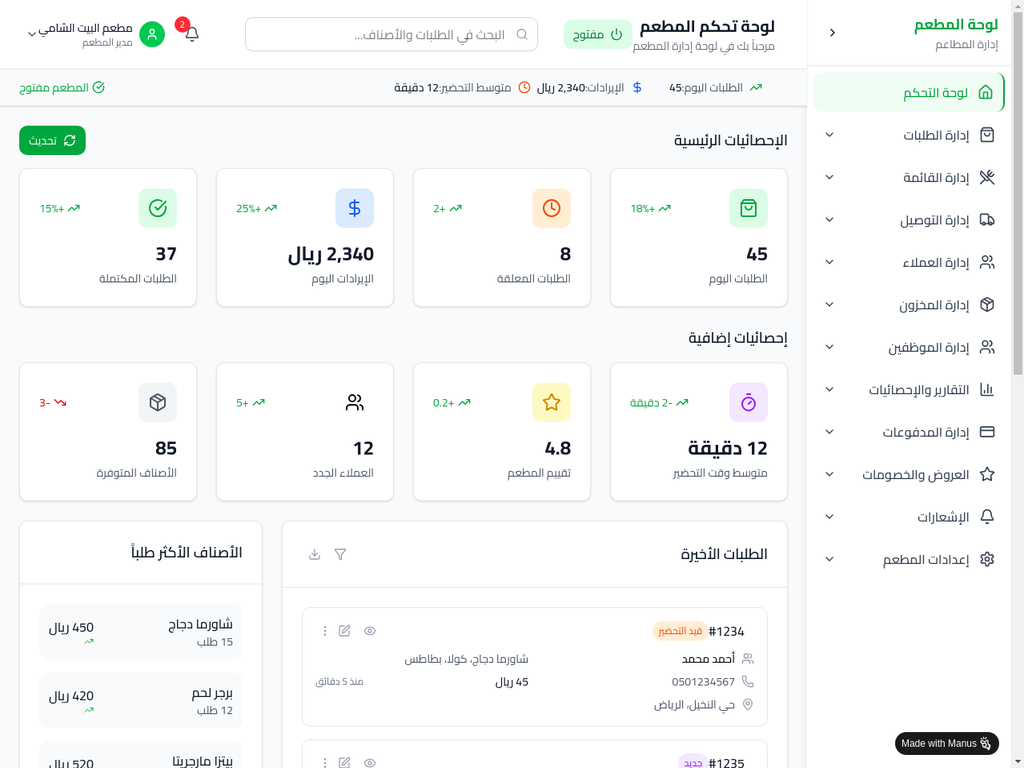 لوحة المطعم
إدارة المطاعم
لوحة التحكم
إدارة الطلبات
إدارة القائمة
إدارة التوصيل
إدارة العملاء
إدارة المخزون
إدارة الموظفين
التقارير والإحصائيات
إدارة المدفوعات
العروض والخصومات
الإشعارات
إعدادات المطعم
Made with Manus
لوحة تحكم المطعم
مرحباً بك في لوحة إدارة المطعم
مفتوح
البحث في الطلبات والأصناف...
2
مطعم البيت الشامي
مدير المطعم
الطلبات اليوم:45
الإيرادات:2,340 ريال
متوسط التحضير:12 دقيقة
المطعم مفتوح
الإحصائيات الرئيسية
تحديث
18%+
45
الطلبات اليوم
2+
8
الطلبات المعلقة
25%+
2,340 ريال
الإيرادات اليوم
15%+
37
الطلبات المكتملة
إحصائيات إضافية
-2 دقيقة
12 دقيقة
متوسط وقت التحضير
0.2+
4.8
تقييم المطعم
5+
12
العملاء الجدد
3-
85
الأصناف المتوفرة
الطلبات الأخيرة
#1234
قيد التحضير
أحمد محمد
0501234567
حي النخيل، الرياض
شاورما دجاج، كولا، بطاطس
45 ريال
منذ 5 دقائق
#1235
جديد
الأصناف الأكثر طلباً
شاورما دجاج
15 طلب
450 ريال
برجر لحم
12 طلب
420 ريال
بيتزا مارجريتا
520 ريال